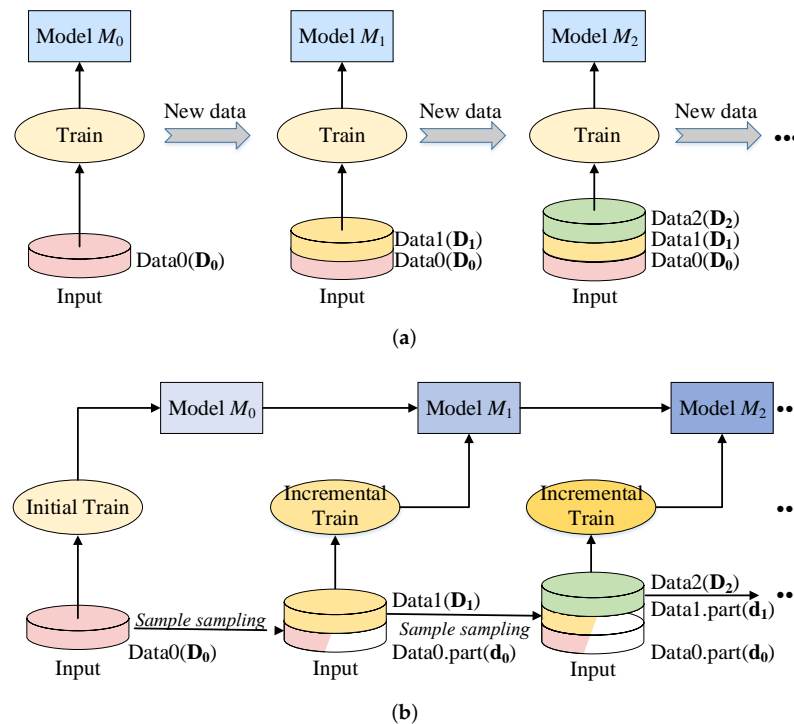 Model M0
Model M1
Model M2
New data
New data
New data
Train
Train
Train
•••
Data0(D0)
Data1(D1)
Data0(D0)
Data2(D2)
Data1(D1)
Data0(D0)
Input
Input
Input
(a)
Model M0
Model M1
Model M2
Initial Train
Incremental
Train
Incremental
Train
Sample sampling
Data0(D0)
Data1(D1)
Sample sampling
Data0.part(d0)
Data2(D2)
Data1.part(d1)
Data0.part(d0)
Input
Input
Input
(b)